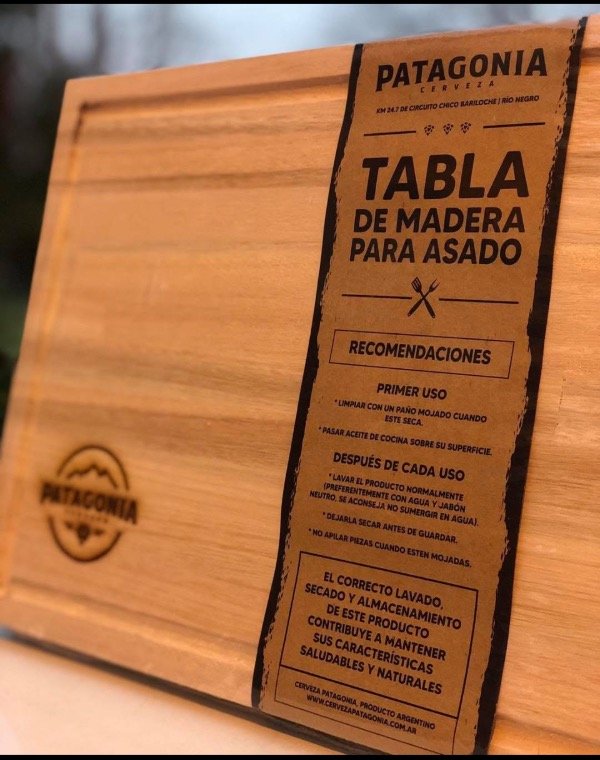 PATAGONIA
CERVEZA
KM 24.7 DE CIRCUITO CHICO BARILOCHE | RÍO NEGRO
TABLA
DE MADERA
PARA ASADO
RECOMENDACIONES
PRIMER USO
* LIMPIAR CON UN PAÑO MOJADO CUANDO
ESTE SECA.
* PASAR ACEITE DE COCINA SOBRE SU SUPERFICIE.
DESPUÉS DE CADA USO
* LAVAR EL PRODUCTO NORMALMENTE
(PREFERENTEMENTE CON AGUA Y JABÓN
NEUTRO, SE ACONSEJA NO SUMERGIR EN AGUA).
* DEJARLA SECAR ANTES DE GUARDAR.
* NO APILAR PIEZAS CUANDO ESTEN MOJADAS.
EL CORRECTO LAVADO,
SECADO Y ALMACENAMIENTO
DE ESTE PRODUCTO
CONTRIBUYE A MANTENER
SUS CARACTERÍSTICAS
SALUDABLES Y NATURALES
CERVEZA PATAGONIA, PRODUCTO ARGENTINO
WWW.CERVEZAPATAGONIA.COM.AR
PATAGONIA
CERVEZA